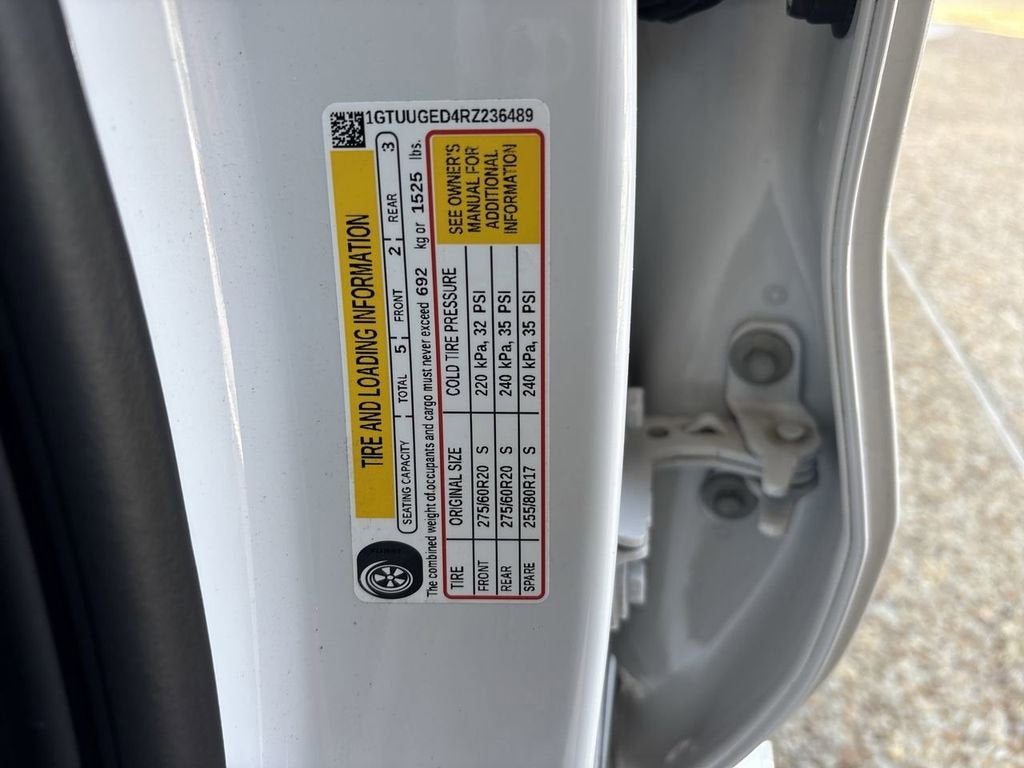 1GTUUGED4RZ236489
TIRE AND LOADING INFORMATION
SEATING CAPACITY TOTAL 5 FRONT 2 REAR 3
The combined weight of occupants and cargo must never exceed 692 kg or 1525 lbs.
TIRE ORIGINAL SIZE COLD TIRE PRESSURE
FRONT 275/60R20 S 220 kPa, 32 PSI
REAR 275/60R20 S 240 kPa, 35 PSI
SPARE 255/80R17 S 240 kPa, 35 PSI
SEE OWNER'S
MANUAL FOR
ADDITIONAL
INFORMATION